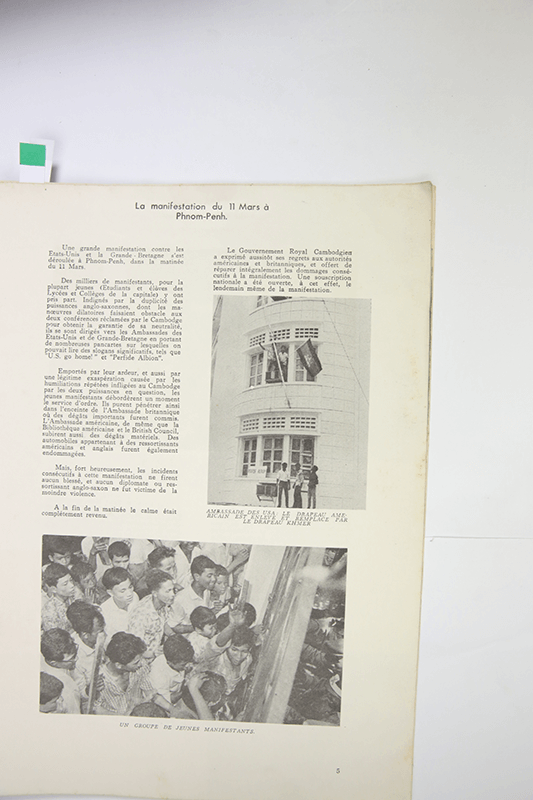 La manifestation du 11 Mars à
Phnom-Penh.
Une grande manifestation contre les
Etats-Unis et la Grande-Bretagne s'est
déroulée à Phnom-Penh, dans la matinée
du 11 Mars.
Des milliers de manifestants, pour la
plupart jeunes (Etudiants et élèves des
Lycées et Collèges de la capitale) y ont
pris part. Indignés par la duplicité des
puissances anglo-saxonnes, dont les ma-
nœuvres dilatoires faisaient obstacle aux
deux conférences réclamées par le Cambodge
pour obtenir la garantie de sa neutralité,
ils se sont dirigés vers les Ambassades des
Etats-Unis et de Grande-Bretagne en portant
de nombreuses pancartes sur lesquelles on
pouvait lire des slogans significatifs, tels que
"U.S. go home!" et "Perfide Albion".
Emportés par leur ardeur, et aussi par
une légitime exaspération causée par les
humiliations répétées infligées au Cambodge
par les deux puissances en question, les
jeunes manifestants débordèrent un moment
le service d'ordre. Ils purent pénétrer ainsi
dans l'enceinte de l'Ambassade britannique
où des dégâts importants furent commis.
L'Ambassade américaine, de même que la
Bibliothèque américaine et le British Council,
subirent aussi des dégâts matériels. Des
automobiles appartenant à des ressortissants
américains et anglais furent également
endommagées.
Mais, fort heureusement, les incidents
consécutifs à cette manifestation ne firent
aucun blessé, et aucun diplomate ou res-
sortissant anglo-saxon ne fut victime de la
moindre violence.
A la fin de la matinée le calme était
complètement revenu.
Le Gouvernement Royal Cambodgien
a exprimé aussitôt ses regrets aux autorités
américaines et britanniques, et offert de
réparer intégralement les dommages consé-
cutifs à la manifestation. Une souscription
nationale a été ouverte, à cet effet, le
lendemain même de la manifestation.
AMBASSADE DES USA: LE DRAPEAU AME-
RICAIN EST ENLEVÉ ET REMPLACE PAR
LE DRAPEAU KHMER
UN GROUPE DE JEUNES MANIFESTANTS.
5